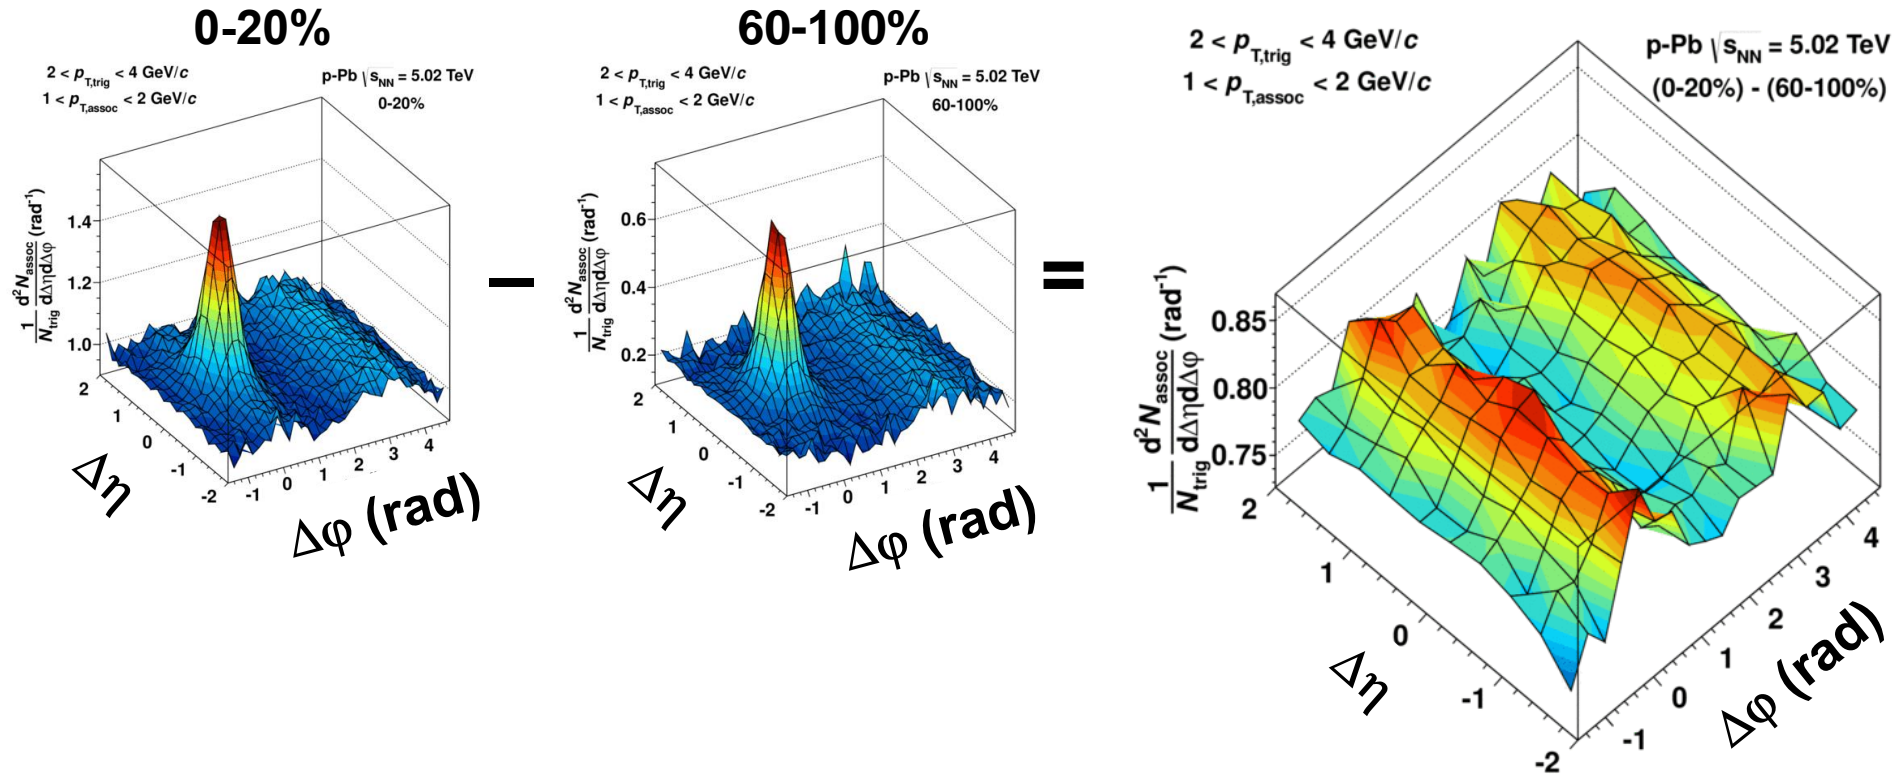 0-20%
2 < pT,trig < 4 GeV/c
1 < pT,assoc < 2 GeV/c
p-Pb √sNN = 5.02 TeV
0-20%
1/Ntrig d²Nassoc/dΔηdΔφ (rad⁻¹)
1.4
1.2
1.0
2
1
0
-1
-2
Δη
-1
0
1
2
3
4
Δφ (rad)
–
60-100%
2 < pT,trig < 4 GeV/c
1 < pT,assoc < 2 GeV/c
p-Pb √sNN = 5.02 TeV
60-100%
1/Ntrig d²Nassoc/dΔηdΔφ (rad⁻¹)
0.6
0.4
0.2
2
1
0
-1
-2
Δη
-1
0
1
2
3
4
Δφ (rad)
=
2 < pT,trig < 4 GeV/c
1 < pT,assoc < 2 GeV/c
p-Pb √sNN = 5.02 TeV
(0-20%) - (60-100%)
1/Ntrig d²Nassoc/dΔηdΔφ (rad⁻¹)
0.85
0.80
0.75
2
1
0
-1
-2
Δη
-1
0
1
2
3
4
Δφ (rad)